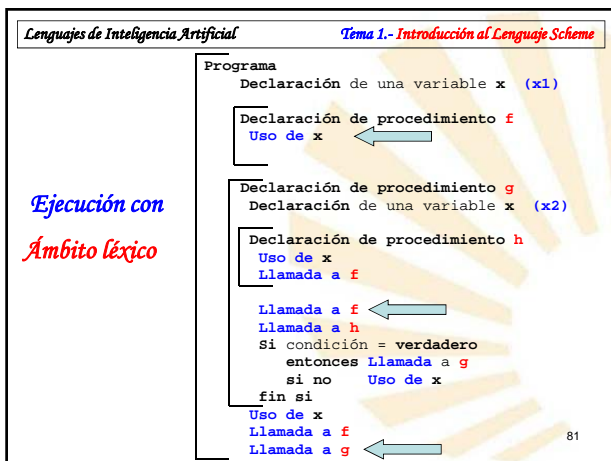 Lenguajes de Inteligencia Artificial Tema 1.- Introducción al Lenguaje Scheme
Programa
Declaración de una variable x (x1)
Declaración de procedimiento f
Uso de x
Declaración de procedimiento g
Declaración de una variable x (x2)
Declaración de procedimiento h
Uso de x
Llamada a f
Llamada a f
Llamada a h
Si condición = verdadero
entonces Llamada a g
si no Uso de x
fin si
Uso de x
Llamada a f
Llamada a g
Ejecución con
Ámbito léxico
81